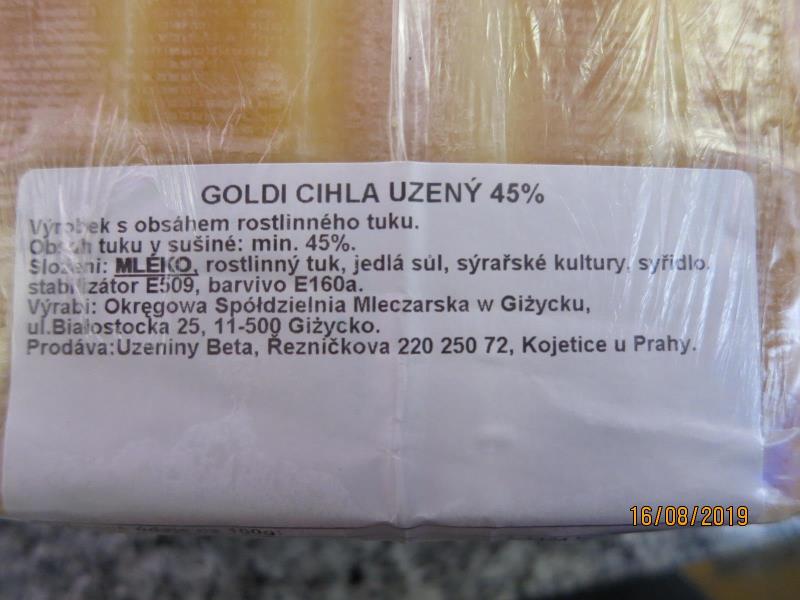 GOLDI CIHLA UZENÝ 45%
Výrobek s obsáhem rostlinného tuku.
Obsah tuku v sušině: min. 45%.
Složení: MLÉKO, rostlinný tuk, jedlá sůl, sýrařské kultury, syřidlo,
stabilizátor E509, barvivo E160a.
Výrabi: Okręgowa Spółdzielnia Mleczarska w Giżycku,
ul.Białostocka 25, 11-500 Giżycko.
Prodáva:Uzeniny Beta, Řezníčkova 220 250 72, Kojetice u Prahy.
16/08/2019